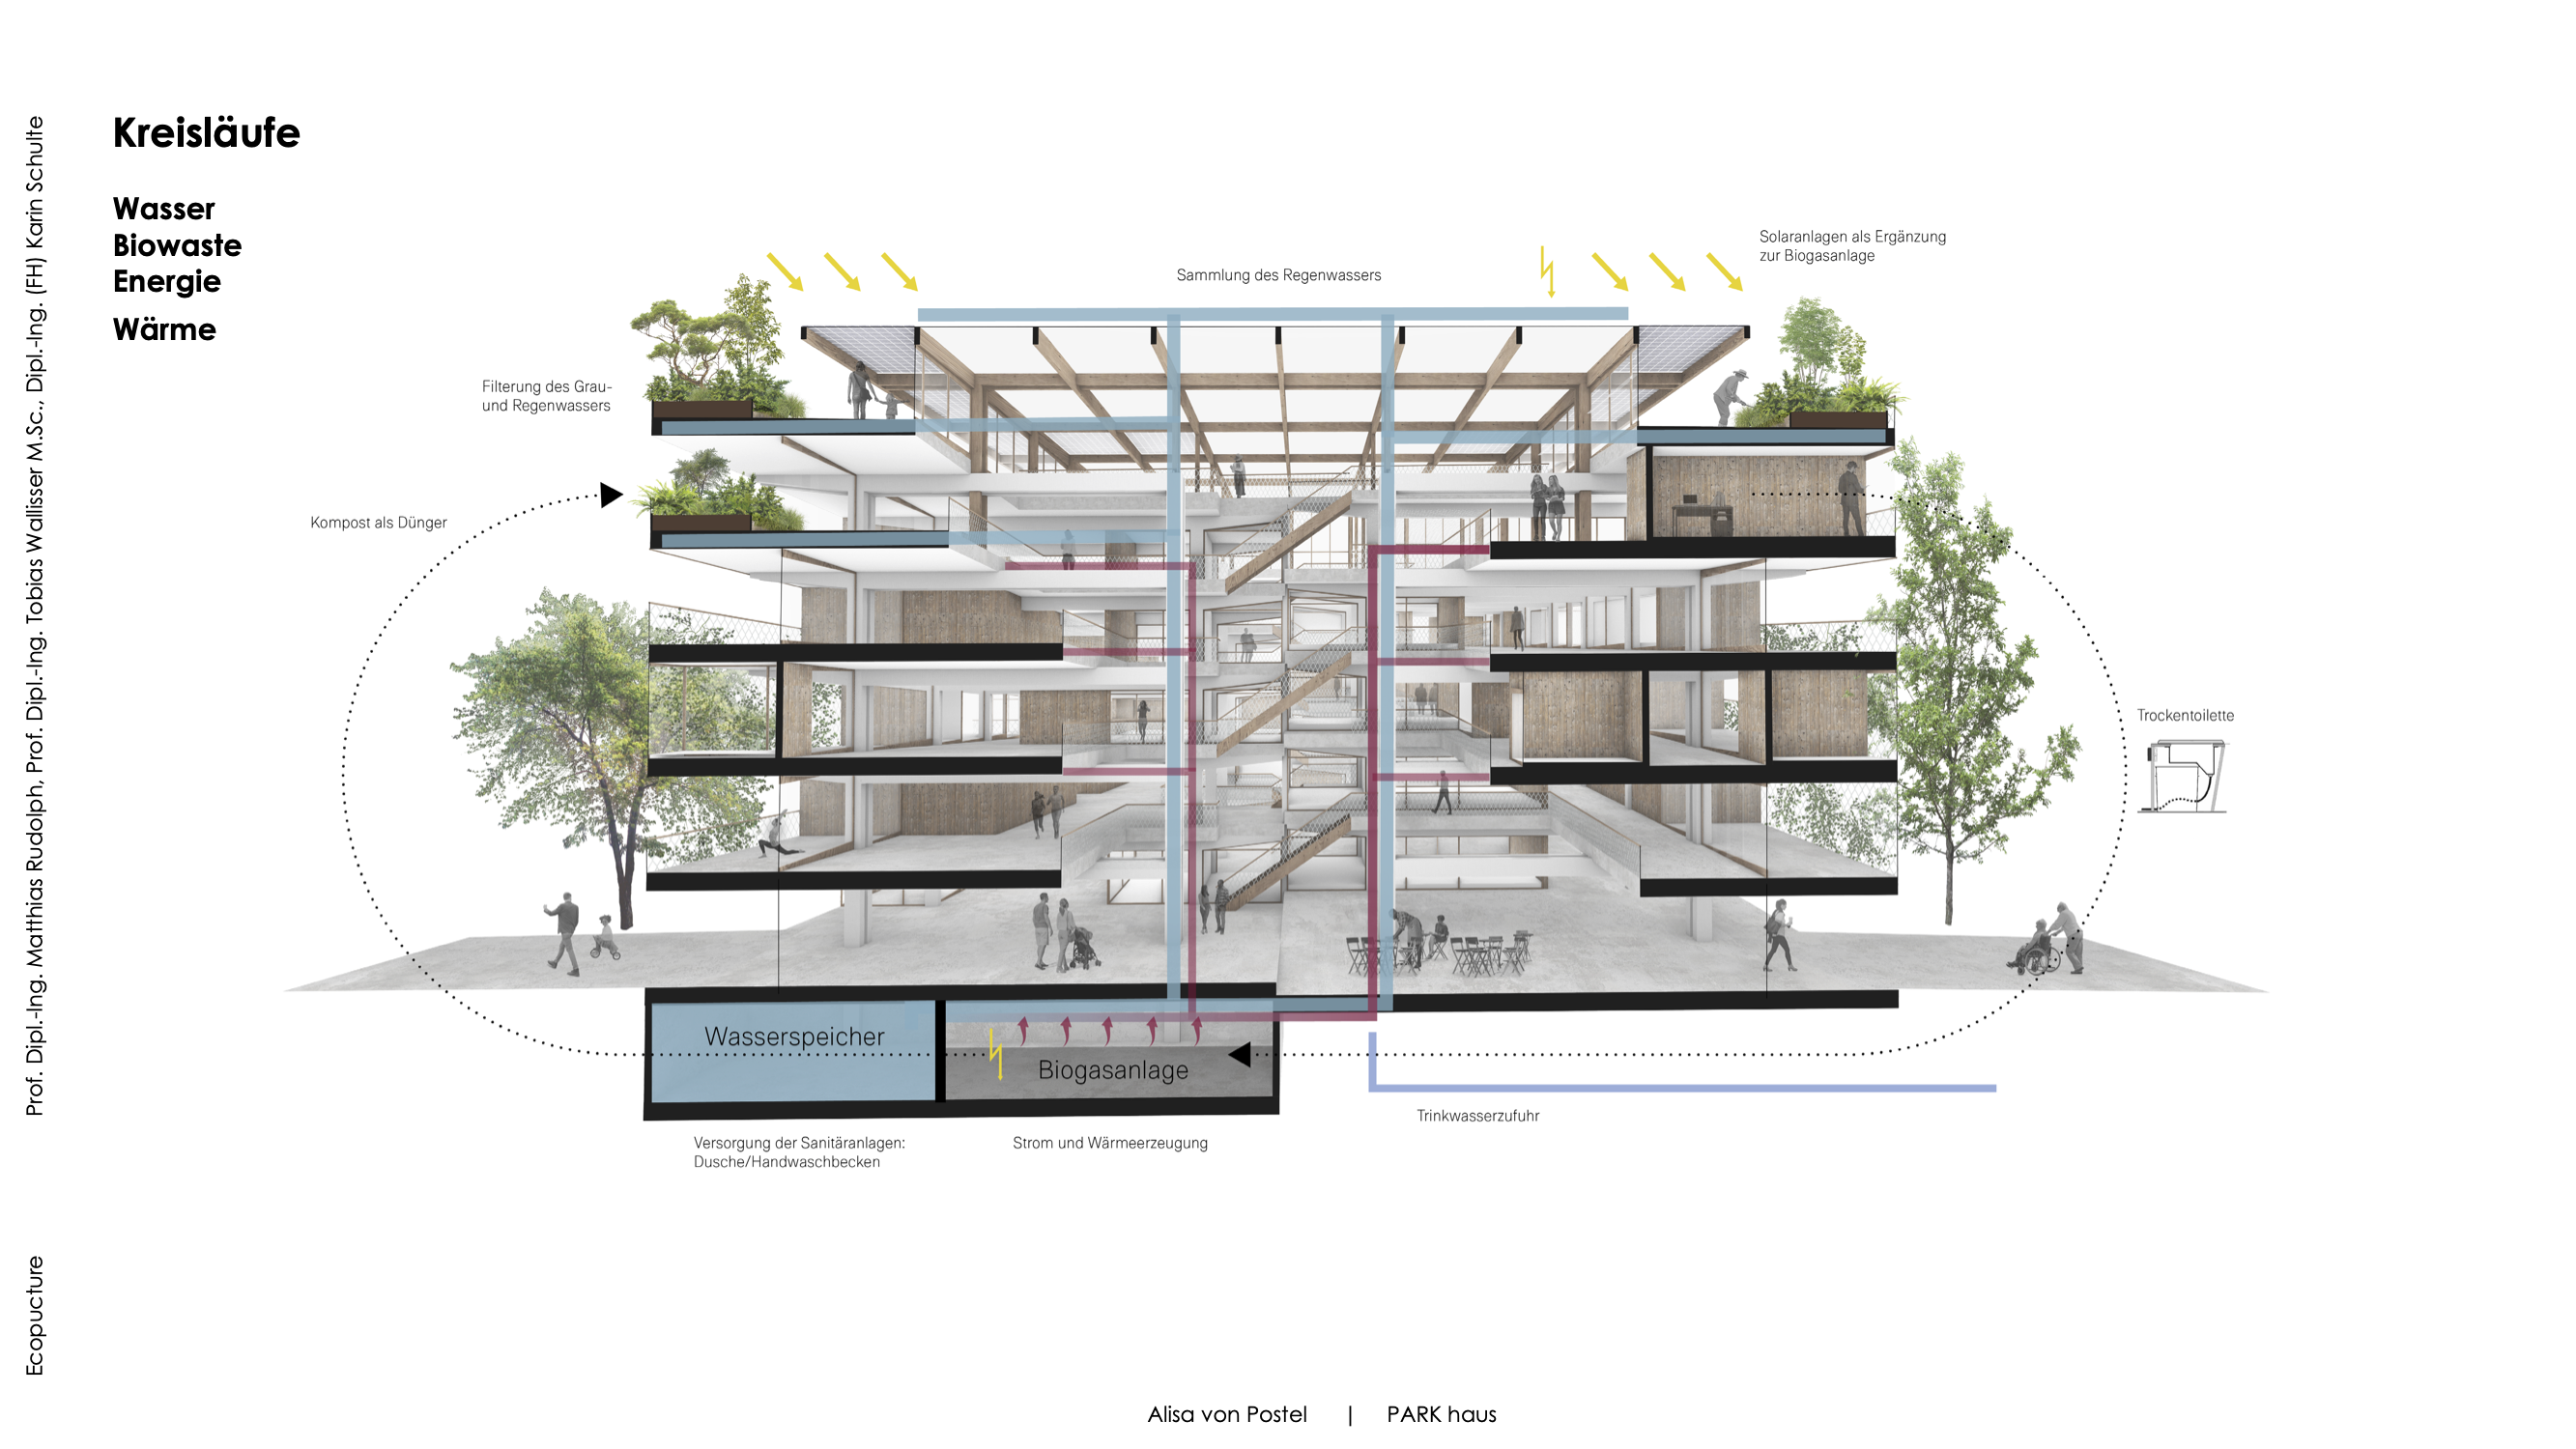 Kreisläufe
Wasser
Biowaste
Energie
Wärme
Prof. Dipl.-Ing. Matthias Rudolph, Prof. Dipl.-Ing. Tobias Wallisser M.Sc., Dipl.-Ing. (FH) Karin Schulte
Ecopucture
Solaranlagen als Ergänzung
zur Biogasanlage
Sammlung des Regenwassers
Filterung des Grau-
und Regenwassers
Kompost als Dünger
Trockentoilette
Wasserspeicher
Biogasanlage
Trinkwasserzufuhr
Versorgung der Sanitäranlagen:
Dusche/Handwaschbecken
Strom und Wärmeerzeugung
Alisa von Postel | PARK haus